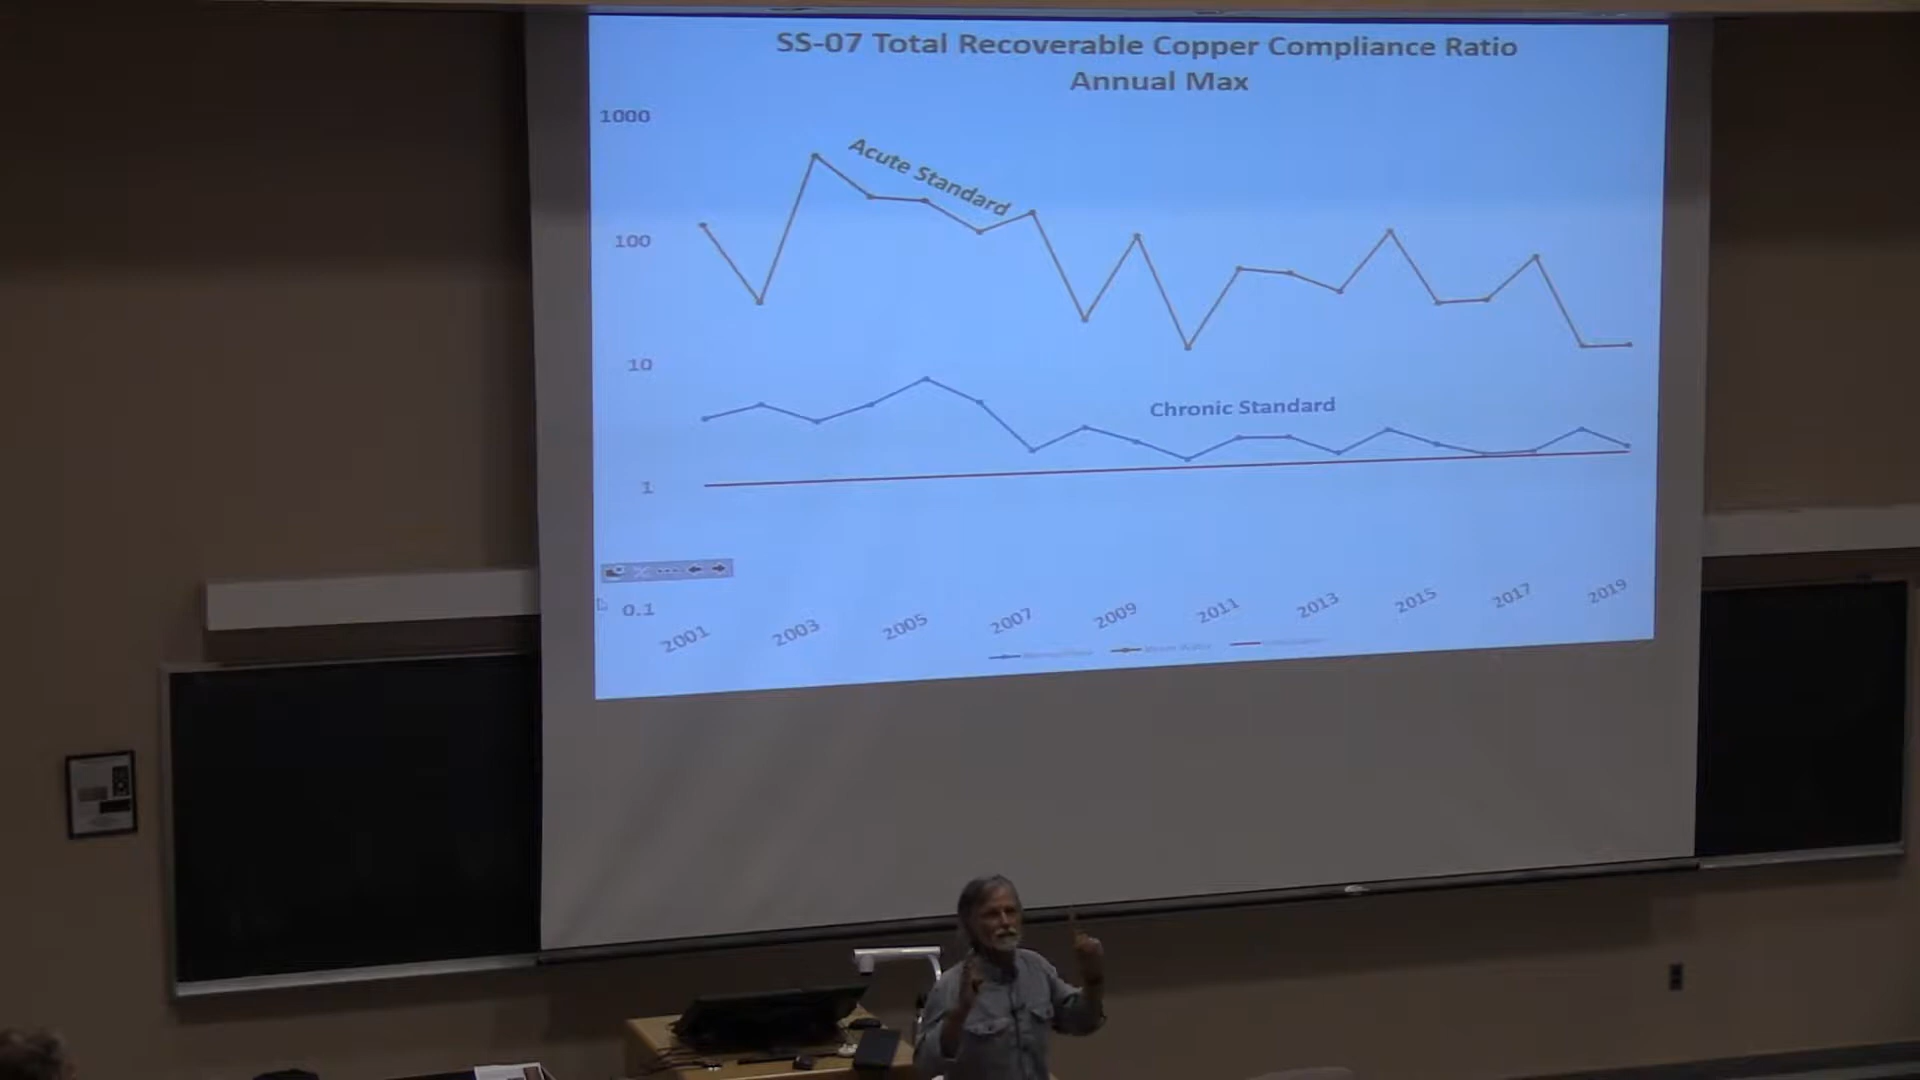 SS-07 Total Recoverable Copper Compliance Ratio
Annual Max
1000
Acute Standard
100
10
Chronic Standard
1
0.1
2001 2003 2005 2007 2009 2011 2013 2015 2017 2019